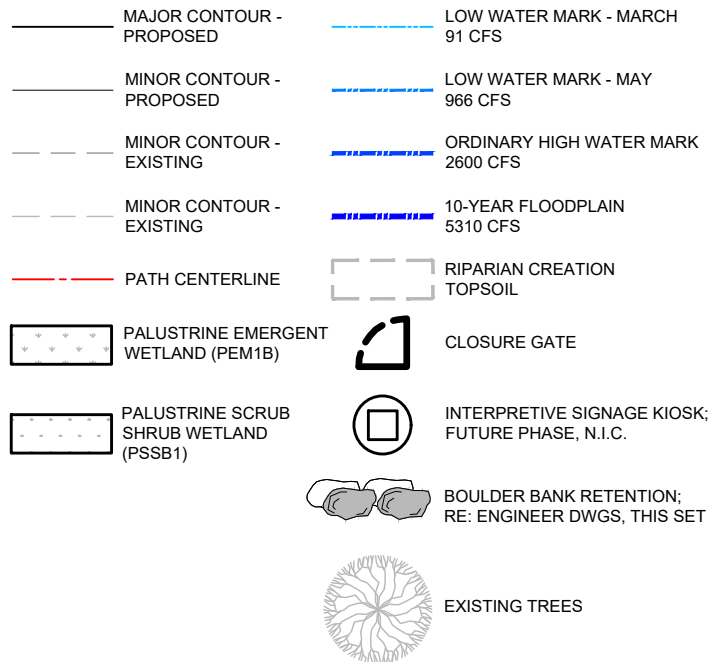 MAJOR CONTOUR -
PROPOSED
MINOR CONTOUR -
PROPOSED
MINOR CONTOUR -
EXISTING
MINOR CONTOUR -
EXISTING
PATH CENTERLINE
PALUSTRINE EMERGENT
WETLAND (PEM1B)
PALUSTRINE SCRUB
SHRUB WETLAND
(PSSB1)
LOW WATER MARK - MARCH
91 CFS
LOW WATER MARK - MAY
966 CFS
ORDINARY HIGH WATER MARK
2600 CFS
10-YEAR FLOODPLAIN
5310 CFS
RIPARIAN CREATION
TOPSOIL
CLOSURE GATE
INTERPRETIVE SIGNAGE KIOSK;
FUTURE PHASE, N.I.C.
BOULDER BANK RETENTION;
RE: ENGINEER DWGS, THIS SET
EXISTING TREES